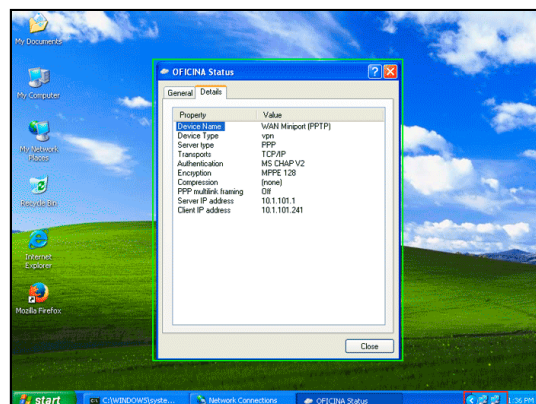 My Documents
My Computer
My Network
Places
Recycle Bin
Internet
Explorer
Mozilla Firefox
OFICINA Status
General Details
Property Value
Device Name WAN Miniport (PPTP)
Device Type vpn
Server type PPP
Transports TCP/IP
Authentication MS CHAP V2
Encryption MPPE 128
Compression (none)
PPP multilink framing Off
Server IP address 10.1.101.1
Client IP address 10.1.101.241
Close
start C:\WINDOWS\syste... Network Connections OFICINA Status 1:36 PM